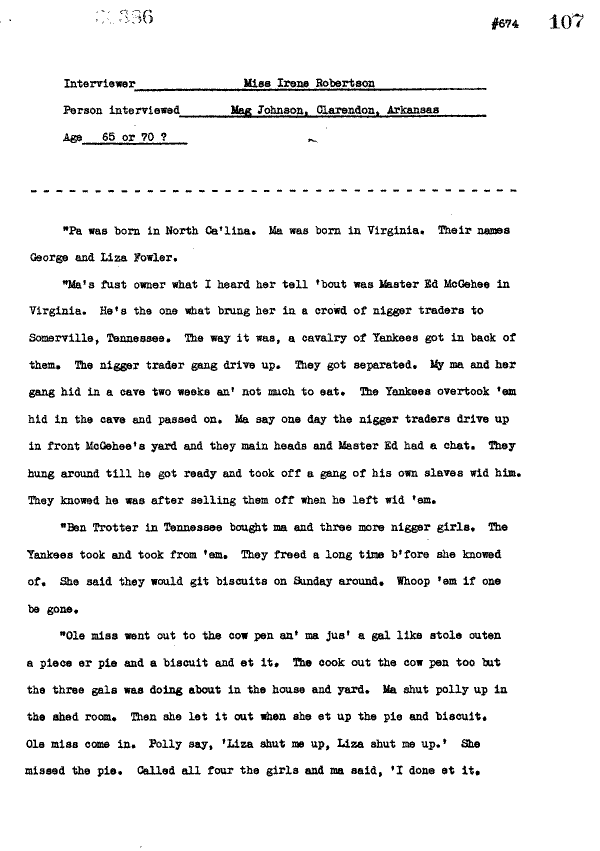 #674 107
Interviewer Miss Irene Robertson
Person interviewed Mag Johnson, Clarendon, Arkansas
Age 65 or 70 ?
"Pa was born in North Ca'lina. Ma was born in Virginia. Their names
George and Liza Fowler.
"Ma's fust owner what I heard her tell 'bout was Master Ed McGehee in
Virginia. He's the one what brung her in a crowd of nigger traders to
Somerville, Tennessee. The way it was, a cavalry of Yankees got in back of
them. The nigger trader gang drive up. They got separated. My ma and her
gang hid in a cave two weeks an' not much to eat. The Yankees overtook 'em
hid in the cave and passed on. Ma say one day the nigger traders drive up
in front McGehee's yard and they main heads and Master Ed had a chat. They
hung around till he got ready and took off a gang of his own slaves wid him.
They knowed he was after selling them off when he left wid 'em.
"Ben Trotter in Tennessee bought ma and three more nigger girls. The
Yankees took and took from 'em. They freed a long time b'fore she knowed
of. She said they would git biscuits on Sunday around. Whoop 'em if one
be gone.
"Ole miss went out to the cow pen an' ma jus' a gal like stole outen
a piece er pie and a biscuit and et it. The cook out the cow pen too but
the three gals was doing about in the house and yard. Ma shut polly up in
the shed room. Then she let it out when she et up the pie and biscuit.
Ole miss come in. Polly say, 'Liza shut me up, Liza shut me up.' She
missed the pie. Called all four the girls and ma said, 'I done et it.